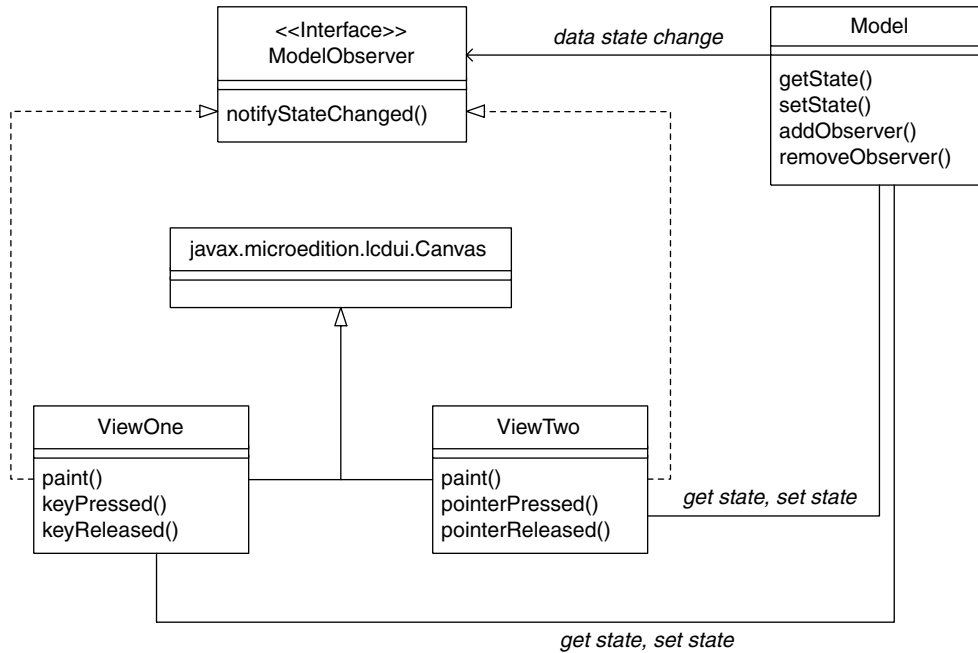 <<Interface>>
ModelObserver
notifyStateChanged()
data state change
Model
getState()
setState()
addObserver()
removeObserver()
javax.microedition.lcdui.Canvas
ViewOne
paint()
keyPressed()
keyReleased()
ViewTwo
paint()
pointerPressed()
pointerReleased()
get state, set state
get state, set state